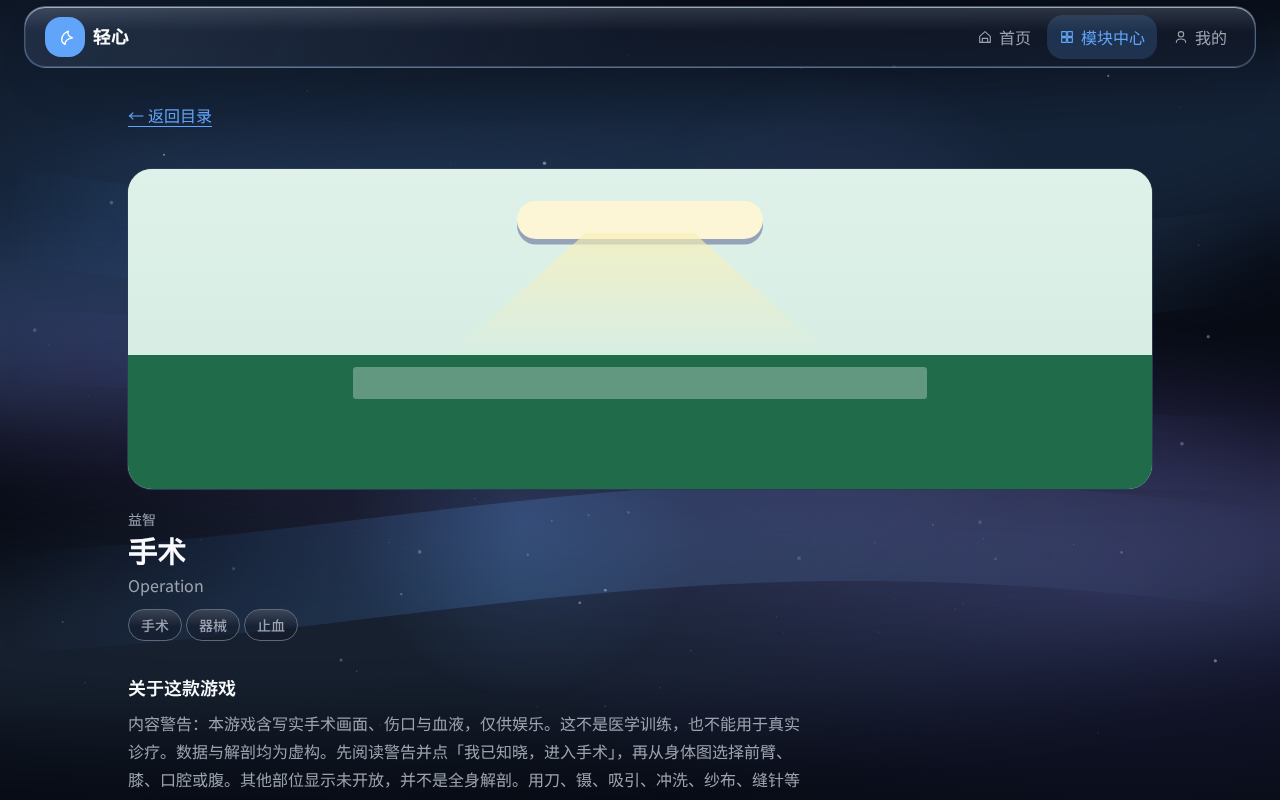 轻心
首页
模块中心
我的
← 返回目录
益智
手术
Operation
手术
器械
止血
关于这款游戏
内容警告：本游戏含写实手术画面、伤口与血液，仅供娱乐。这不是医学训练，也不能用于真实
诊疗。数据与解剖均为虚构。先阅读警告并点「我已知晓，进入手术」，再从身体图选择前臂、
膝、口腔或腹。其他部位显示未开放，并不是全身解剖。用刀、镊、吸引、冲洗、纱布、缝针等